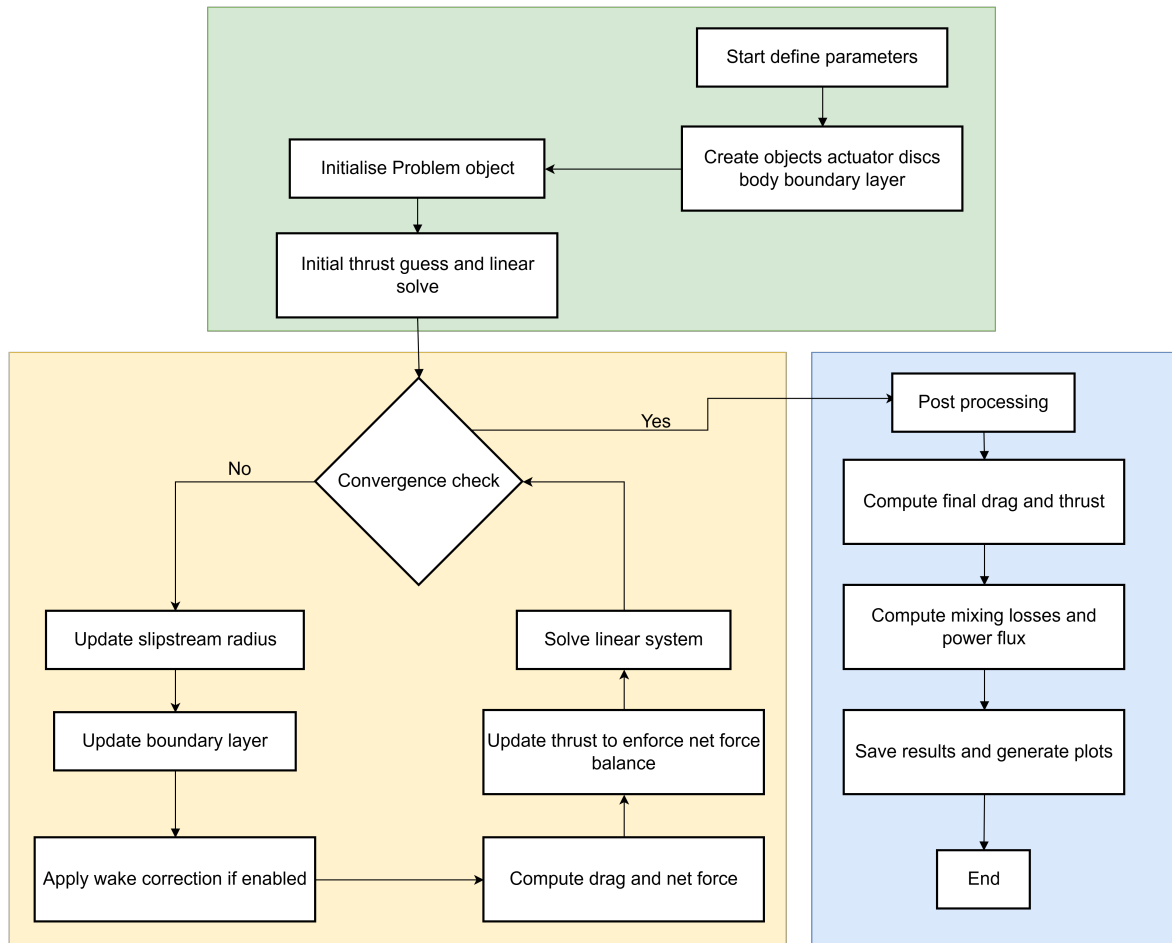 Start define parameters
Create objects actuator discs
body boundary layer
Initialise Problem object
Initial thrust guess and linear
solve
Convergence check
Yes
No
Update slipstream radius
Update boundary layer
Apply wake correction if enabled
Compute drag and net force
Update thrust to enforce net force
balance
Solve linear system
Post processing
Compute final drag and thrust
Compute mixing losses and
power flux
Save results and generate plots
End